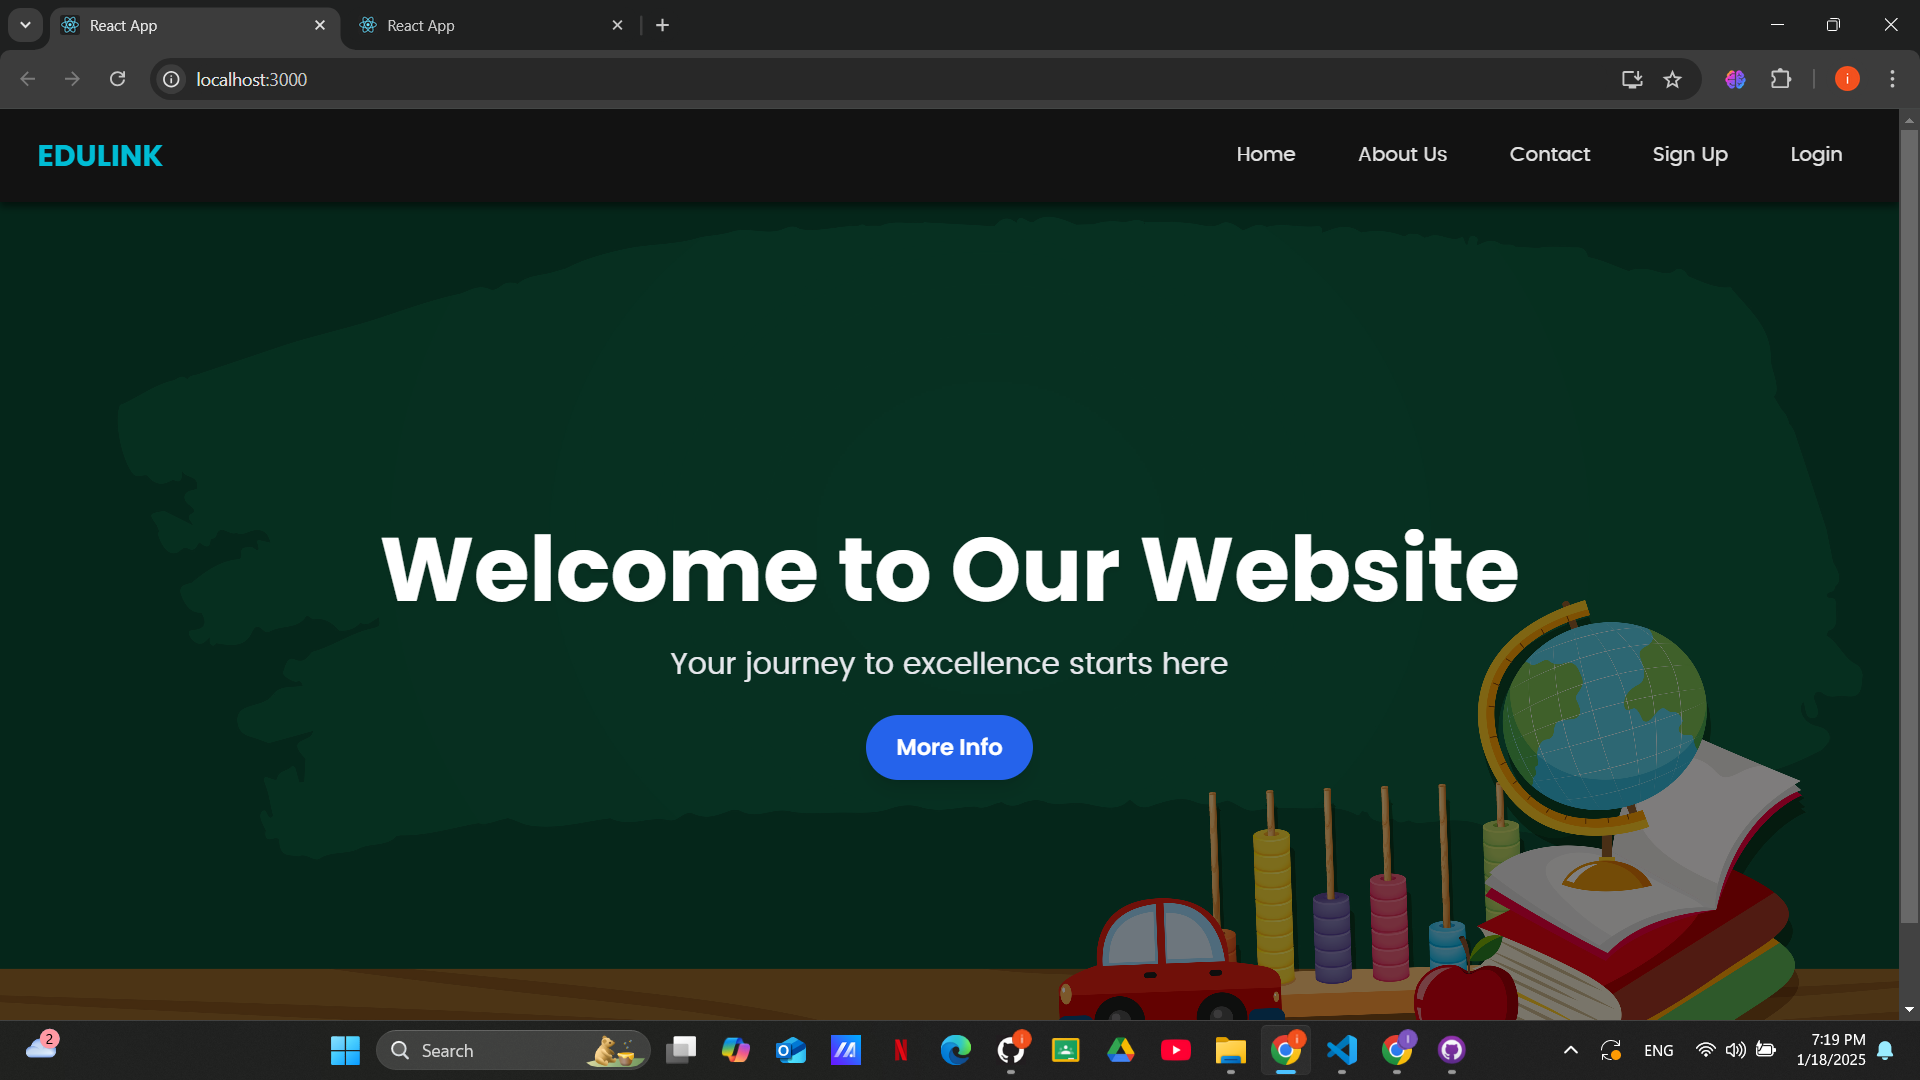 React App
React App
localhost:3000
i
EDULINK
Home
About Us
Contact
Sign Up
Login
Welcome to Our Website
Your journey to excellence starts here
More Info
2
Search
i
i
I
ENG
7:19 PM
1/18/2025